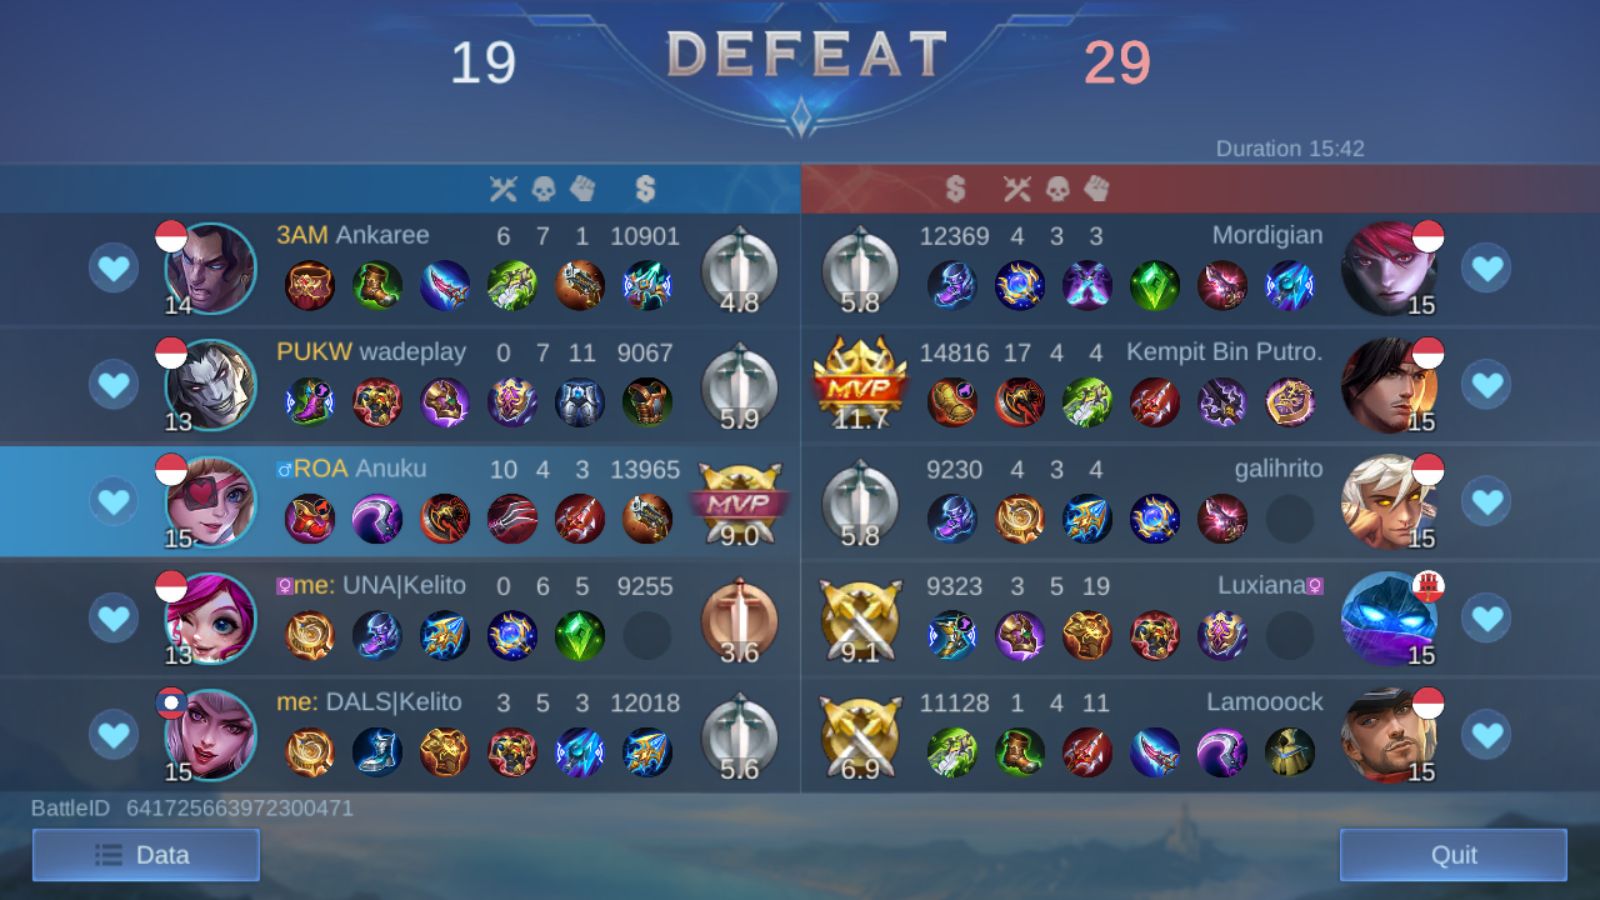 19 DEFEAT 29
Duration 15:42
3AM Ankaree 6 7 1 10901 4.8 14
5.8 12369 4 3 3 Mordigian 15
PUKW wadeplay 0 7 11 9067 5.9 13
MVP 11.7 14816 17 4 4 Kempit Bin Putro. 15
♂ROA Anuku 10 4 3 13965 MVP 9.0 15
5.8 9230 4 3 4 galihrito 15
♀me: UNA|Kelito 0 6 5 9255 3.6 13
9.1 9323 3 5 19 Luxiana♀ 15
me: DALS|Kelito 3 5 3 12018 5.6 15
6.9 11128 1 4 11 Lamooock 15
BattleID 641725663972300471
Data
Quit